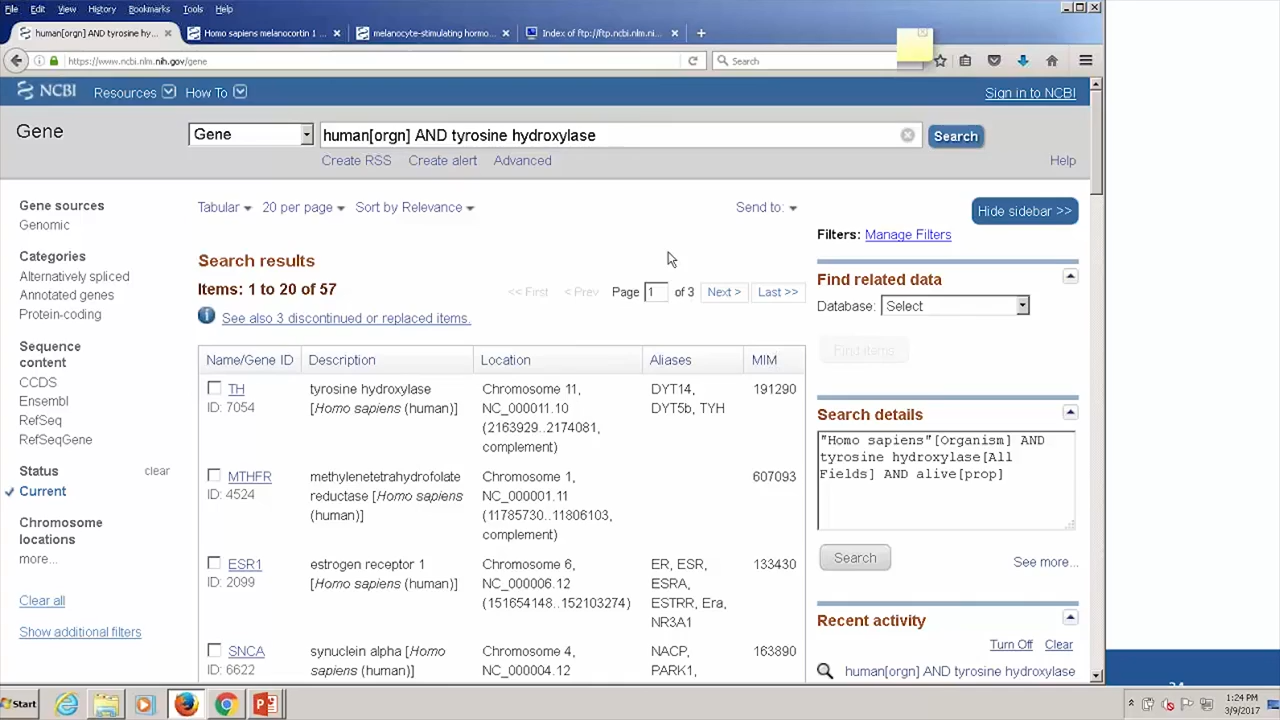 File Edit View History Bookmarks Tools Help
human[orgn] AND tyrosine hy...
Homo sapiens melanocortin 1 ...
melanocyte-stimulating hormo...
Index of ftp://ftp.ncbi.nlm.ni...
https://www.ncbi.nlm.nih.gov/gene
Search
NCBI Resources How To
Sign in to NCBI
Gene
Gene
human[orgn] AND tyrosine hydroxylase
Search
Create RSS Create alert Advanced
Help
Gene sources
Genomic
Categories
Alternatively spliced
Annotated genes
Protein-coding
Sequence
content
CCDS
Ensembl
RefSeq
RefSeqGene
Status clear
Current
Chromosome
locations
more...
Clear all
Show additional filters
Tabular 20 per page Sort by Relevance
Send to:
Search results
Items: 1 to 20 of 57
<< First < Prev Page 1 of 3 Next > Last >>
See also 3 discontinued or replaced items.
Name/Gene ID Description Location Aliases MIM
TH
ID: 7054
tyrosine hydroxylase
[Homo sapiens (human)]
Chromosome 11,
NC_000011.10
(2163929..2174081,
complement)
DYT14,
DYT5b, TYH
191290
MTHFR
ID: 4524
methylenetetrahydrofolate
reductase [Homo sapiens
(human)]
Chromosome 1,
NC_000001.11
(11785730..11806103,
complement)
607093
ESR1
ID: 2099
estrogen receptor 1
[Homo sapiens (human)]
Chromosome 6,
NC_000006.12
(151654148..152103274)
ER, ESR,
ESRA,
ESTRR, Era,
NR3A1
133430
SNCA
ID: 6622
synuclein alpha [Homo
sapiens (human)]
Chromosome 4,
NC_000004.12
NACP,
PARK1,
163890
Hide sidebar >>
Filters: Manage Filters
Find related data
Database: Select
Find items
Search details
"Homo sapiens"[Organism] AND
tyrosine hydroxylase[All
Fields] AND alive[prop]
Search
See more...
Recent activity
Turn Off Clear
human[orgn] AND tyrosine hydroxylase
Start
1:24 PM
3/9/2017